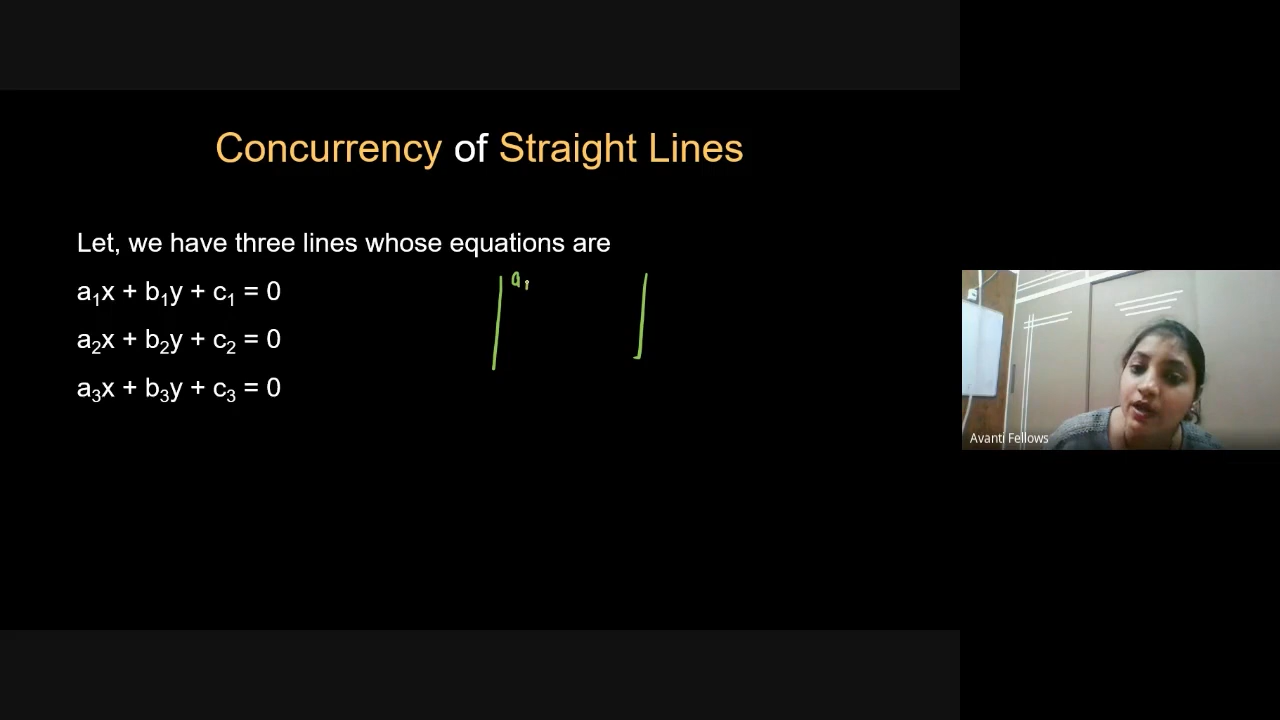 Concurrency of Straight Lines
Let, we have three lines whose equations are
a₁x + b₁y + c₁ = 0
a₁
a₂x + b₂y + c₂ = 0
a₃x + b₃y + c₃ = 0
Avanti Fellows